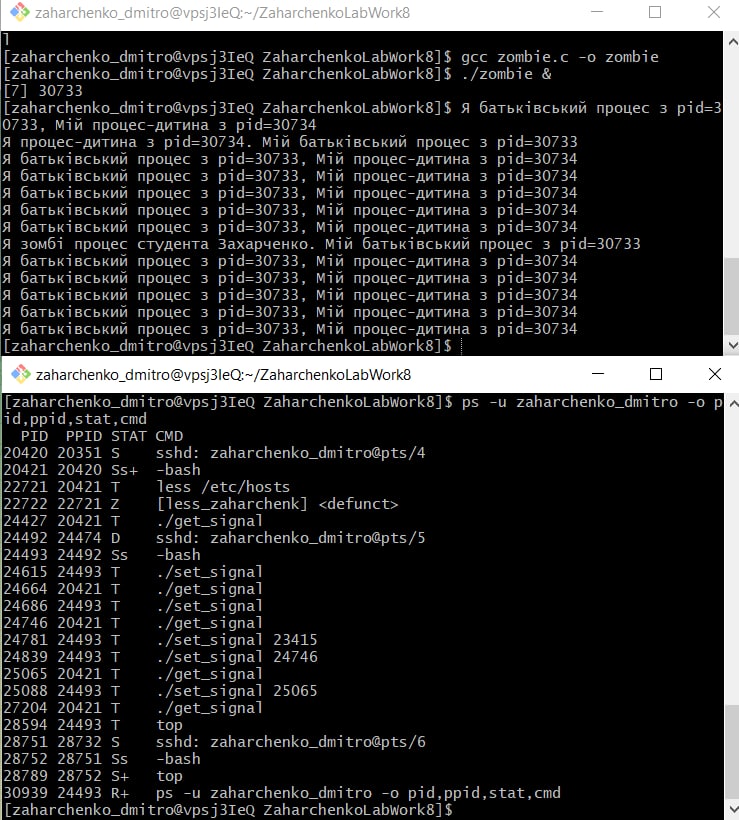 zaharchenko_dmitro@vpsj3IeQ:~/ZaharchenkoLabWork8
]
[zaharchenko_dmitro@vpsj3IeQ ZaharchenkoLabWork8]$ gcc zombie.c -o zombie
[zaharchenko_dmitro@vpsj3IeQ ZaharchenkoLabWork8]$ ./zombie &
[7] 30733
[zaharchenko_dmitro@vpsj3IeQ ZaharchenkoLabWork8]$ Я батьківський процес з pid=3
0733, Мій процес-дитина з pid=30734
Я процес-дитина з pid=30734. Мій батьківський процес з pid=30733
Я батьківський процес з pid=30733, Мій процес-дитина з pid=30734
Я батьківський процес з pid=30733, Мій процес-дитина з pid=30734
Я батьківський процес з pid=30733, Мій процес-дитина з pid=30734
Я батьківський процес з pid=30733, Мій процес-дитина з pid=30734
Я батьківський процес з pid=30733, Мій процес-дитина з pid=30734
Я зомбі процес студента Захарченко. Мій батьківський процес з pid=30733
Я батьківський процес з pid=30733, Мій процес-дитина з pid=30734
Я батьківський процес з pid=30733, Мій процес-дитина з pid=30734
Я батьківський процес з pid=30733, Мій процес-дитина з pid=30734
Я батьківський процес з pid=30733, Мій процес-дитина з pid=30734
Я батьківський процес з pid=30733, Мій процес-дитина з pid=30734
[zaharchenko_dmitro@vpsj3IeQ ZaharchenkoLabWork8]$
zaharchenko_dmitro@vpsj3IeQ:~/ZaharchenkoLabWork8
[zaharchenko_dmitro@vpsj3IeQ ZaharchenkoLabWork8]$ ps -u zaharchenko_dmitro -o p
id,ppid,stat,cmd
PID PPID STAT CMD
20420 20351 S sshd: zaharchenko_dmitro@pts/4
20421 20420 Ss+ -bash
22721 20421 T less /etc/hosts
22722 22721 Z [less_zaharchenk] <defunct>
24427 20421 T ./get_signal
24492 24474 D sshd: zaharchenko_dmitro@pts/5
24493 24492 Ss -bash
24615 24493 T ./set_signal
24664 20421 T ./get_signal
24686 24493 T ./set_signal
24746 20421 T ./get_signal
24781 24493 T ./set_signal 23415
24839 24493 T ./set_signal 24746
25065 20421 T ./get_signal
25088 24493 T ./set_signal 25065
27204 20421 T ./get_signal
28594 24493 T top
28751 28732 S sshd: zaharchenko_dmitro@pts/6
28752 28751 Ss -bash
28789 28752 S+ top
30939 24493 R+ ps -u zaharchenko_dmitro -o pid,ppid,stat,cmd
[zaharchenko_dmitro@vpsj3IeQ ZaharchenkoLabWork8]$